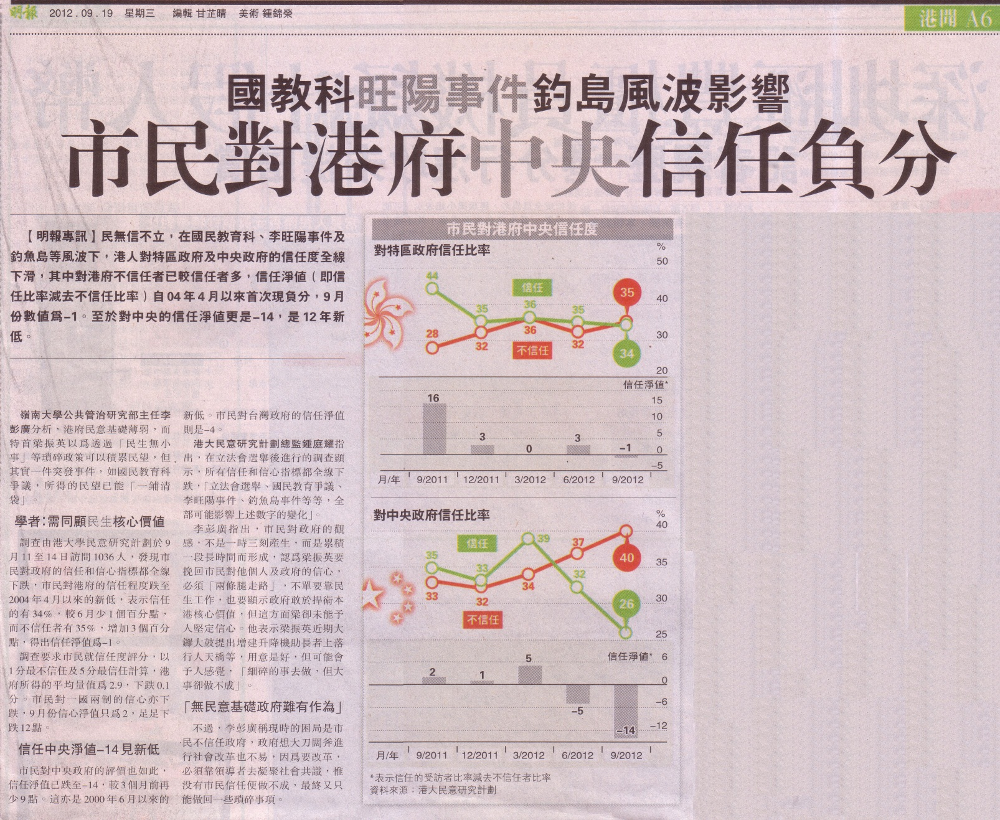 明報 2012.09.19 星期三 編輯 甘芷晴 美術 鍾錦榮
港聞 A6
國教科旺陽事件釣島風波影響
市民對港府中央信任負分
【明報專訊】民無信不立，在國民教育科、李旺陽事件及
釣魚島等風波下，港人對特區政府及中央政府的信任度全線
下滑，其中對港府不信任者已較信任者多，信任淨值（即信
任比率減去不信任比率）自04年4月以來首次現負分，9月
份數值爲–1。至於對中央的信任淨值更是–14，是12年新
低。
嶺南大學公共管治研究部主任李
彭廣分析，港府民意基礎薄弱，而
特首梁振英以爲透過「民生無小
事」等瑣碎政策可以積累民望，但
其實一件突發事件，如國民教育科
爭議，所得的民望已能「一鋪清
袋」。
學者：需同顧民生核心價值
調查由港大學民意研究計劃於9
月11至14日訪問1036人，發現市
民對政府的信任和信心指標都全線
下跌，市民對港府的信任程度跌至
2004年4月以來的新低，表示信任
的有34%，較6月少1個百分點，
而不信任者有35%，增加3個百分
點，得出信任淨值爲–1。
調查要求市民就信任度評分，以
1分最不信任及5分最信任計算，港
府所得的平均量值爲2.9，下跌0.1
分。市民對一國兩制的信心亦下
跌，9月份信心淨值只爲2，足足下
跌12點。
信任中央淨值–14見新低
市民對中央政府的評價也如此，
信任淨值已跌至–14，較3個月前再
少9點。這亦是2000年6月以來的
新低。市民對台灣政府的信任淨值
則是–4。
港大民意研究計劃總監鍾庭耀指
出，在立法會選舉後進行的調查顯
示，所有信任和信心指標都全線下
跌，「立法會選舉、國民教育爭議、
李旺陽事件、釣魚島事件等等，全
部可能影響上述數字的變化」。
李彭廣指出，市民對政府的觀
感，不是一時三刻産生，而是累積
一段長時間而形成，認爲梁振英要
挽回市民對他個人及政府的信心，
必須「兩條腿走路」，不單要靠民
生工作，也要顯示政府敢於捍衛本
港核心價值，但這方面梁卻未能予
人堅定信心。他表示梁振英近期大
鑼大鼓提出增建升降機助長者上落
行人天橋等，用意是好，但可能會
予人感覺，「細碎的事去做，但大
事卻做不成」。
「無民意基礎政府難有作為」
不過，李彭廣稱現時的困局是市
民不信任政府，政府想大刀闊斧進
行社會改革也不易，因爲要改革，
必須靠領導者去凝聚社會共識，惟
没有市民信任便做不成，最終又只
能做回一些瑣碎事項。
市民對港府中央信任度
對特區政府信任比率
%
50
40
30
20
44 35 36 35 34
信任
28 32 36 32 35
不信任
信任淨值*
15
10
5
0
–5
16 3 0 3 –1
月/年 9/2011 12/2011 3/2012 6/2012 9/2012
對中央政府信任比率
%
40
35
30
25
信任
35 33 39 32 26
33 32 34 37 40
不信任
信任淨值* 6
0
–6
–12
2 1 5 –5 –14
月/年 9/2011 12/2011 3/2012 6/2012 9/2012
*表示信任的受訪者比率減去不信任者比率
資料來源：港大民意研究計劃